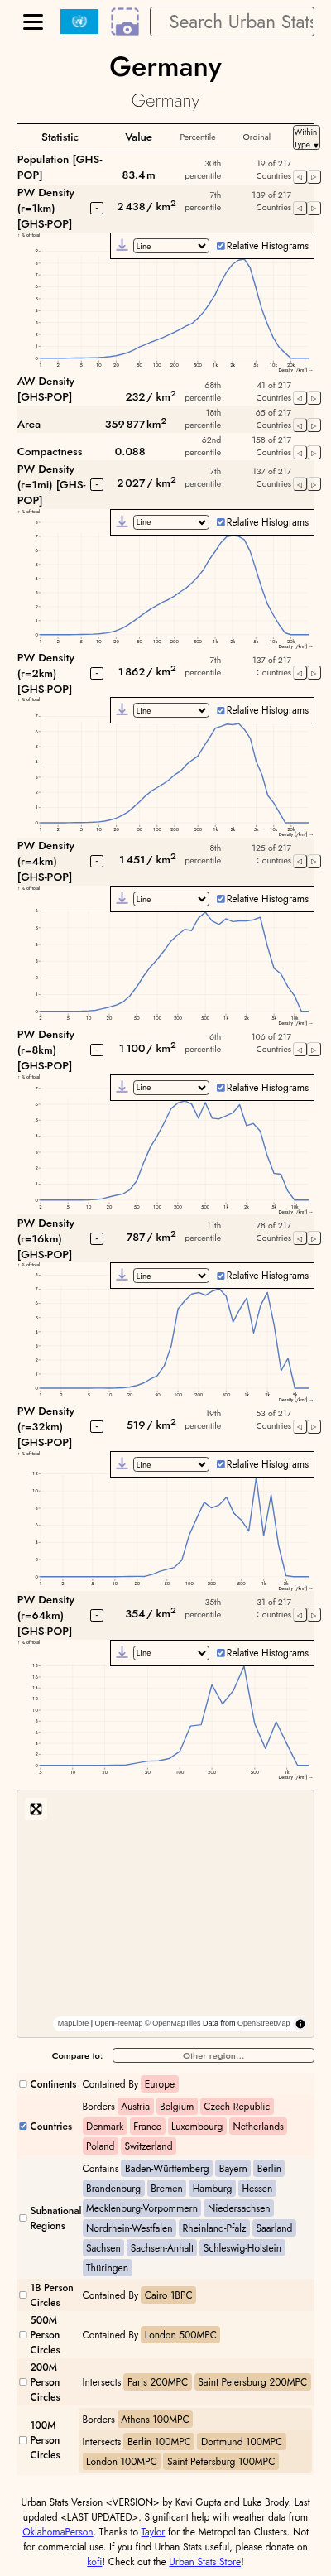 Search Urban Stats
Germany
Germany
Statistic Value Percentile Ordinal Within Type ▼
Population [GHS-POP] 83.4 m 30th percentile 19 of 217 Countries
PW Density (r=1km) [GHS-POP] - 2 438 / km² 7th percentile 139 of 217 Countries
Line Relative Histograms
AW Density [GHS-POP] 232 / km² 68th percentile 41 of 217 Countries
Area 359 877 km² 18th percentile 65 of 217 Countries
Compactness 0.088 62nd percentile 158 of 217 Countries
PW Density (r=1mi) [GHS-POP] - 2 027 / km² 7th percentile 137 of 217 Countries
Line Relative Histograms
PW Density (r=2km) [GHS-POP] - 1 862 / km² 7th percentile 137 of 217 Countries
Line Relative Histograms
PW Density (r=4km) [GHS-POP] - 1 451 / km² 8th percentile 125 of 217 Countries
Line Relative Histograms
PW Density (r=8km) [GHS-POP] - 1 100 / km² 6th percentile 106 of 217 Countries
Line Relative Histograms
PW Density (r=16km) [GHS-POP] - 787 / km² 11th percentile 78 of 217 Countries
Line Relative Histograms
PW Density (r=32km) [GHS-POP] - 519 / km² 19th percentile 53 of 217 Countries
Line Relative Histograms
PW Density (r=64km) [GHS-POP] - 354 / km² 35th percentile 31 of 217 Countries
Line Relative Histograms
MapLibre | OpenFreeMap © OpenMapTiles Data from OpenStreetMap
Compare to: Other region...
Continents Contained By Europe
Countries Borders Austria Belgium Czech Republic
Denmark France Luxembourg Netherlands
Poland Switzerland
Subnational Regions Contains Baden-Württemberg Bayern Berlin
Brandenburg Bremen Hamburg Hessen
Mecklenburg-Vorpommern Niedersachsen
Nordrhein-Westfalen Rheinland-Pfalz Saarland
Sachsen Sachsen-Anhalt Schleswig-Holstein
Thüringen
1B Person Circles Contained By Cairo 1BPC
500M Person Circles Contained By London 500MPC
200M Person Circles Intersects Paris 200MPC Saint Petersburg 200MPC
100M Person Circles Borders Athens 100MPC
Intersects Berlin 100MPC Dortmund 100MPC
London 100MPC Saint Petersburg 100MPC
Urban Stats Version <VERSION> by Kavi Gupta and Luke Brody. Last
updated <LAST UPDATED>. Significant help with weather data from
OklahomaPerson. Thanks to Taylor for the Metropolitan Clusters. Not
for commercial use. If you find Urban Stats useful, please donate on
kofi! Check out the Urban Stats Store!